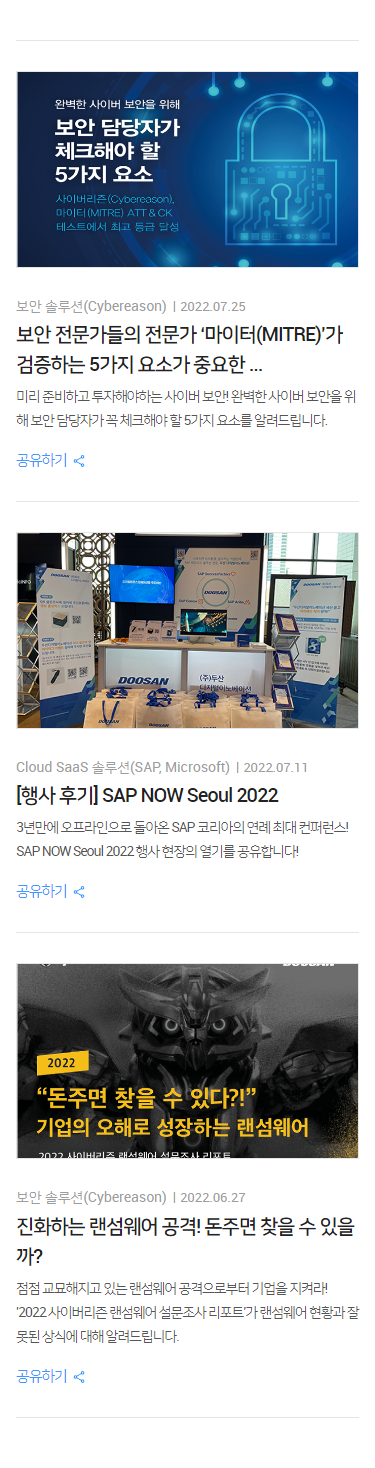 완벽한 사이버 보안을 위해
보안 담당자가
체크해야 할
5가지 요소
사이버리즌(Cybereason),
마이터(MITRE) ATT & CK
테스트에서 최고 등급 달성
보안 솔루션(Cybereason) | 2022.07.25
보안 전문가들의 전문가 ‘마이터(MITRE)’가
검증하는 5가지 요소가 중요한 ...
미리 준비하고 투자해야하는 사이버 보안! 완벽한 사이버 보안을 위
해 보안 담당자가 꼭 체크해야 할 5가지 요소를 알려드립니다.
공유하기
DOOSAN
DOOSAN
(주)두산
디지털이노베이션
Cloud SaaS 솔루션(SAP, Microsoft) | 2022.07.11
[행사 후기] SAP NOW Seoul 2022
3년만에 오프라인으로 돌아온 SAP 코리아의 연례 최대 컨퍼런스!
SAP NOW Seoul 2022 행사 현장의 열기를 공유합니다!
공유하기
2022
“돈주면 찾을 수 있다?!”
기업의 오해로 성장하는 랜섬웨어
2022 사이버리즌 랜섬웨어 설문조사 리포트
보안 솔루션(Cybereason) | 2022.06.27
진화하는 랜섬웨어 공격! 돈주면 찾을 수 있을
까?
점점 교묘해지고 있는 랜섬웨어 공격으로부터 기업을 지켜라!
'2022 사이버리즌 랜섬웨어 설문조사 리포트'가 랜섬웨어 현황과 잘
못된 상식에 대해 알려드립니다.
공유하기